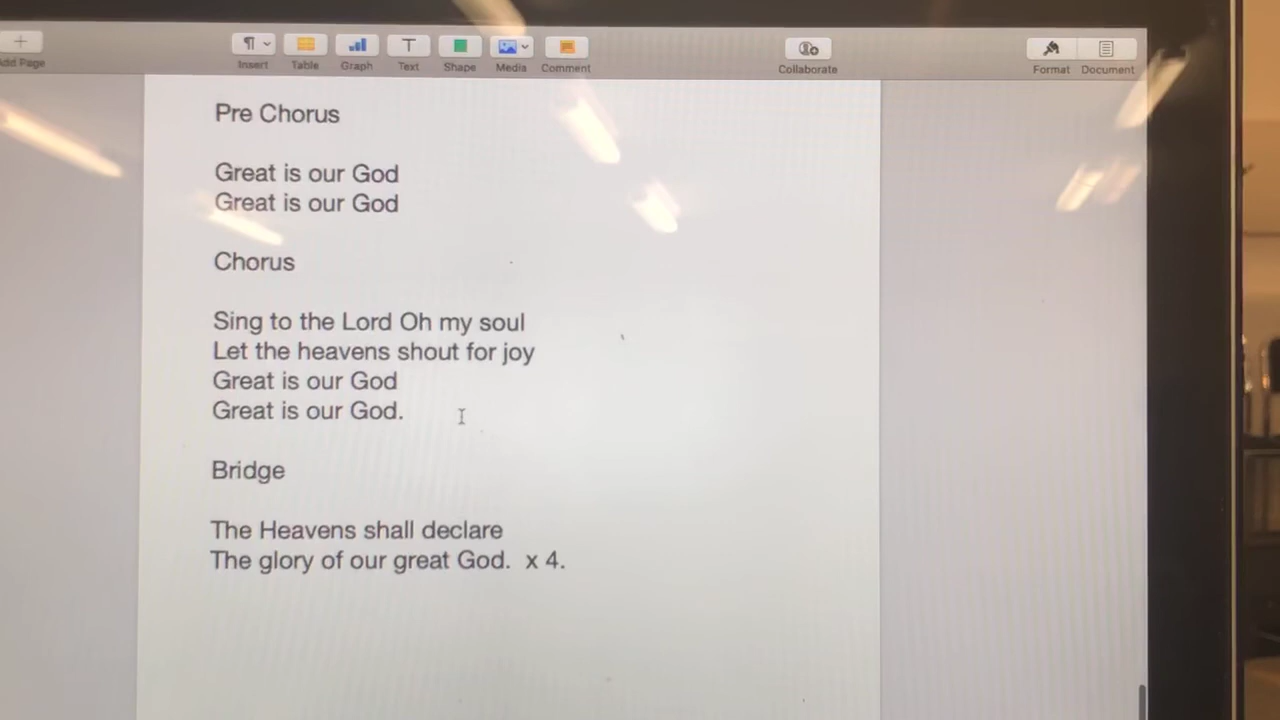 Add Page
Insert
Table
Graph
Text
Shape
Media
Comment
Collaborate
Format
Document
Pre Chorus
Great is our God
Great is our God
Chorus
Sing to the Lord Oh my soul
Let the heavens shout for joy
Great is our God
Great is our God.
Bridge
The Heavens shall declare
The glory of our great God.  x 4.